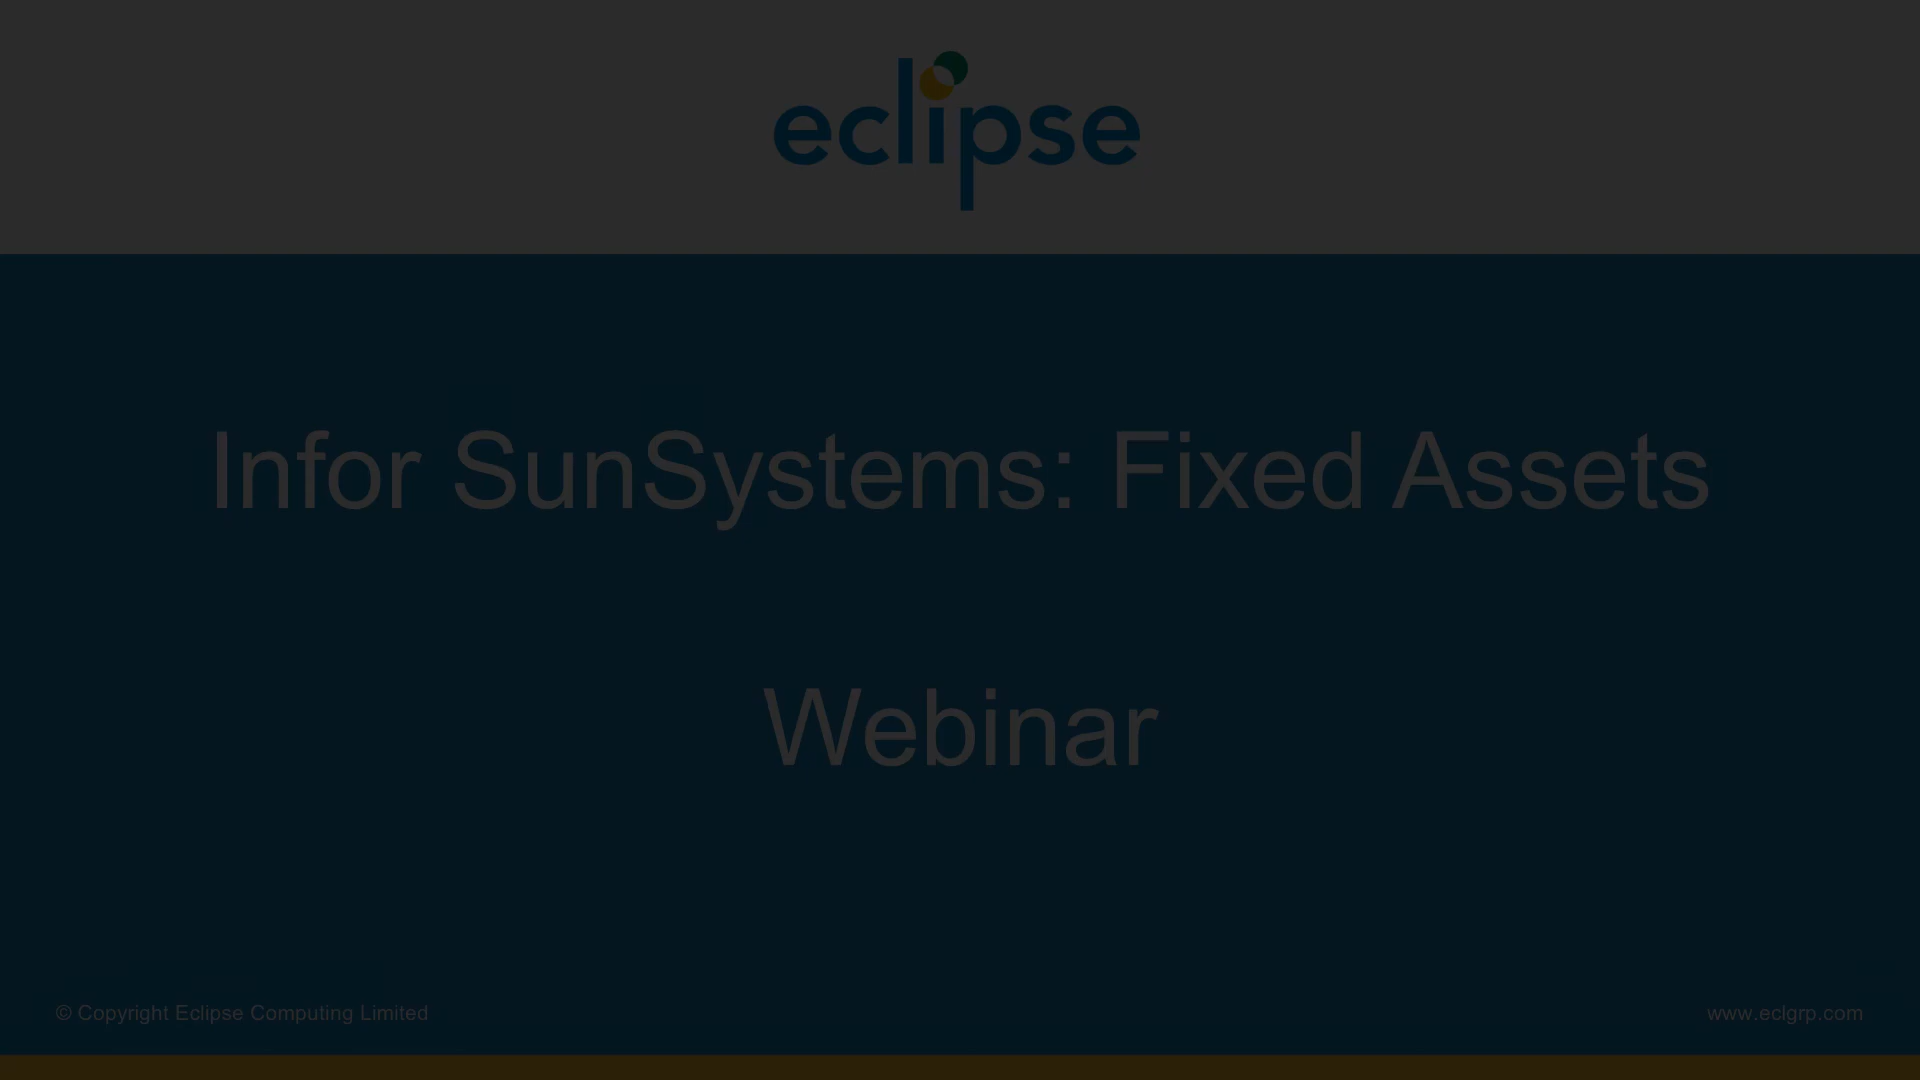 eclipse
Infor SunSystems: Fixed Assets
Webinar
© Copyright Eclipse Computing Limited
www.eclgrp.com